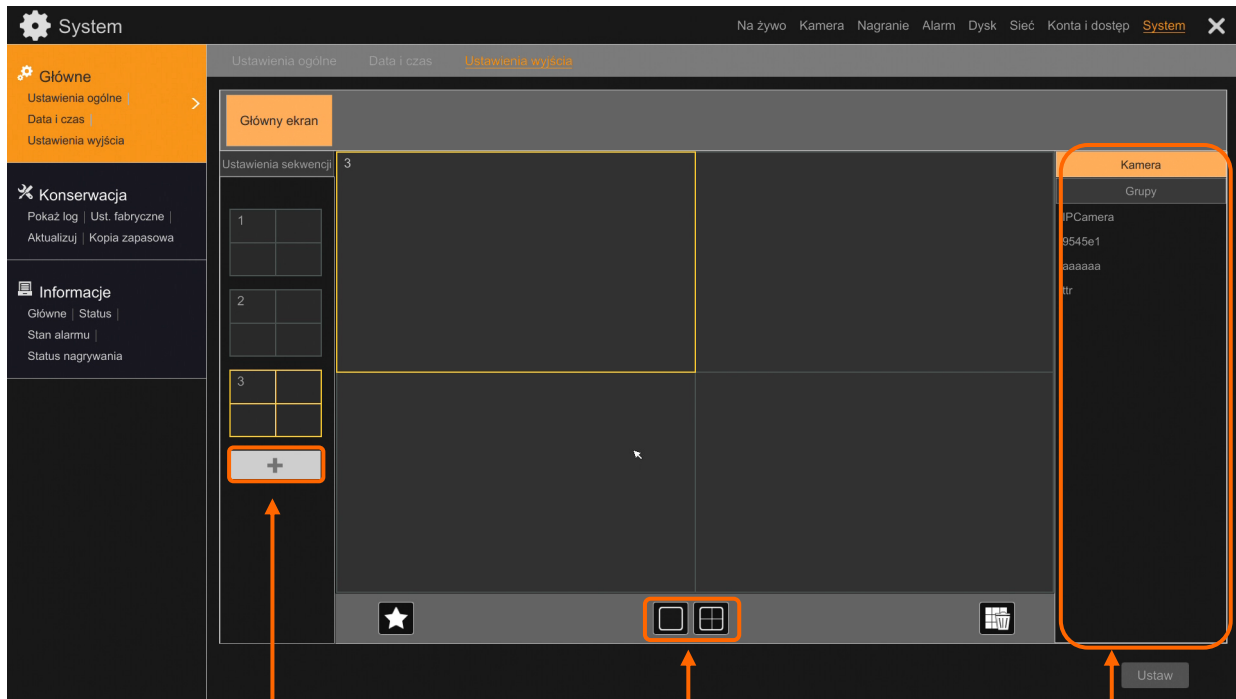 System
Na żywo Kamera Nagranie Alarm Dysk Sieć Konta i dostęp System
Główne
Ustawienia ogólne |
Data i czas |
Ustawienia wyjścia
Konserwacja
Pokaż log | Ust. fabryczne |
Aktualizuj | Kopia zapasowa
Informacje
Główne | Status |
Stan alarmu |
Status nagrywania
Ustawienia ogólne Data i czas Ustawienia wyjścia
Główny ekran
Ustawienia sekwencji
1
2
3
3
Kamera
Grupy
IPCamera
9545e1
aaaaaa
ttr
Ustaw